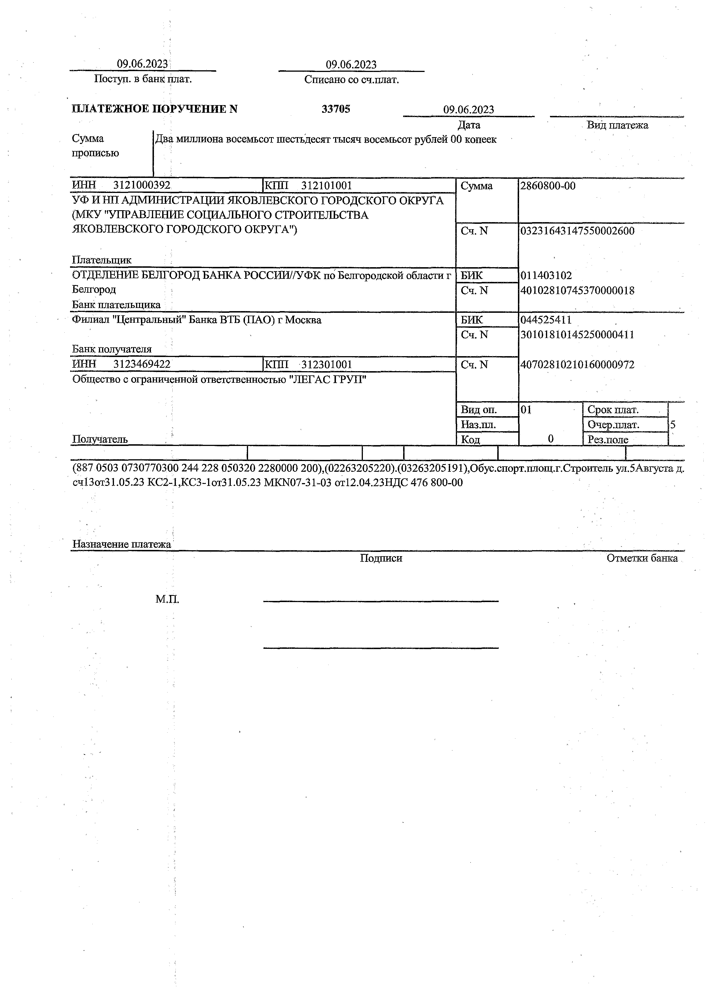 09.06.2023 09.06.2023
Поступ. в банк плат. Списано со сч.плат.
ПЛАТЕЖНОЕ ПОРУЧЕНИЕ N 33705 09.06.2023
Дата Вид платежа
Сумма Два миллиона восемьсот шестьдесят тысяч восемьсот рублей 00 копеек
прописью
ИНН 3121000392 КПП 312101001 Сумма 2860800-00
УФ И НП АДМИНИСТРАЦИИ ЯКОВЛЕВСКОГО ГОРОДСКОГО ОКРУГА
(МКУ "УПРАВЛЕНИЕ СОЦИАЛЬНОГО СТРОИТЕЛЬСТВА
ЯКОВЛЕВСКОГО ГОРОДСКОГО ОКРУГА") Сч. N 03231643147550002600
Плательщик
ОТДЕЛЕНИЕ БЕЛГОРОД БАНКА РОССИИ//УФК по Белгородской области г БИК 011403102
Белгород Сч. N 40102810745370000018
Банк плательщика
Филиал "Центральный" Банка ВТБ (ПАО) г Москва БИК 044525411
Сч. N 30101810145250000411
Банк получателя
ИНН 3123469422 КПП 312301001 Сч. N 40702810210160000972
Общество с ограниченной ответственностью "ЛЕГАС ГРУП"
Вид оп. 01 Срок плат.
Наз.пл. Очер.плат. 5
Получатель Код 0 Рез.поле
(887 0503 0730770300 244 228 050320 2280000 200),(02263205220).(03263205191),Обус.спорт.площ.г.Строитель ул.5Августа д.
сч13от31.05.23 КС2-1,КС3-1от31.05.23 МКN07-31-03 от12.04.23НДС 476 800-00
Назначение платежа
Подписи Отметки банка
М.П.